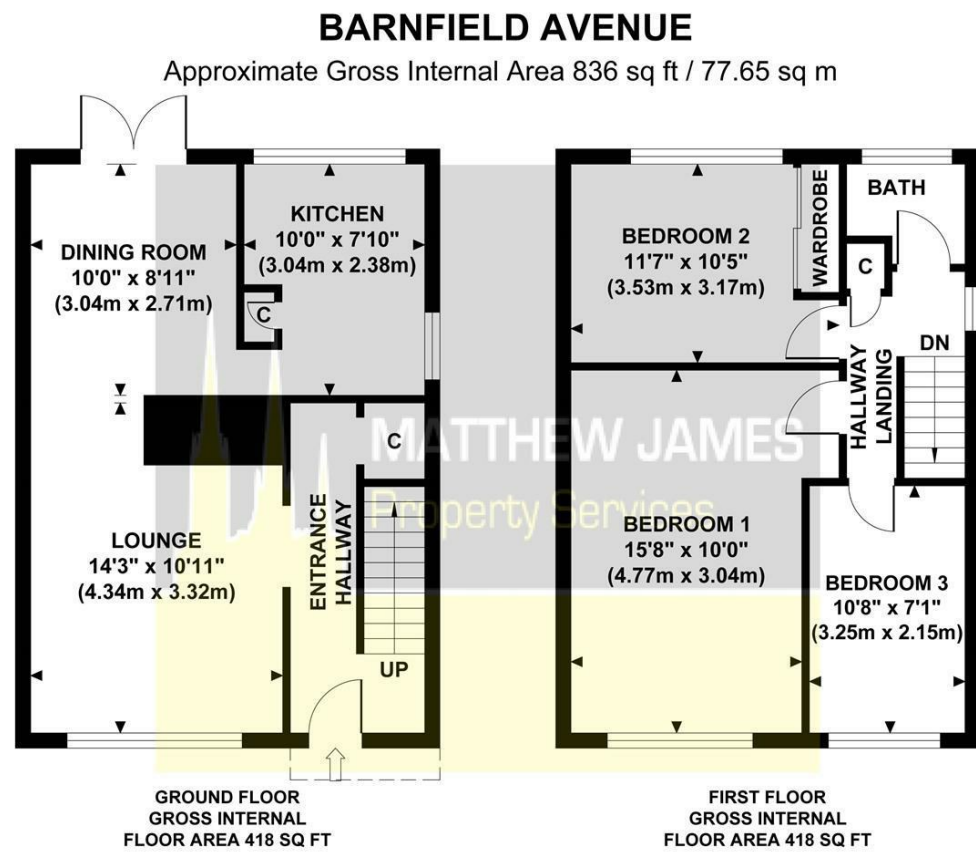 BARNFIELD AVENUE
Approximate Gross Internal Area 836 sq ft / 77.65 sq m
DINING ROOM
10'0" x 8'11"
(3.04m x 2.71m)
KITCHEN
10'0" x 7'10"
(3.04m x 2.38m)
C
C
LOUNGE
14'3" x 10'11"
(4.34m x 3.32m)
ENTRANCE
HALLWAY
UP
GROUND FLOOR
GROSS INTERNAL
FLOOR AREA 418 SQ FT
BEDROOM 2
11'7" x 10'5"
(3.53m x 3.17m)
WARDROBE
BATH
C
DN
HALLWAY
LANDING
BEDROOM 1
15'8" x 10'0"
(4.77m x 3.04m)
BEDROOM 3
10'8" x 7'1"
(3.25m x 2.15m)
FIRST FLOOR
GROSS INTERNAL
FLOOR AREA 418 SQ FT
MATTHEW JAMES
Property Services